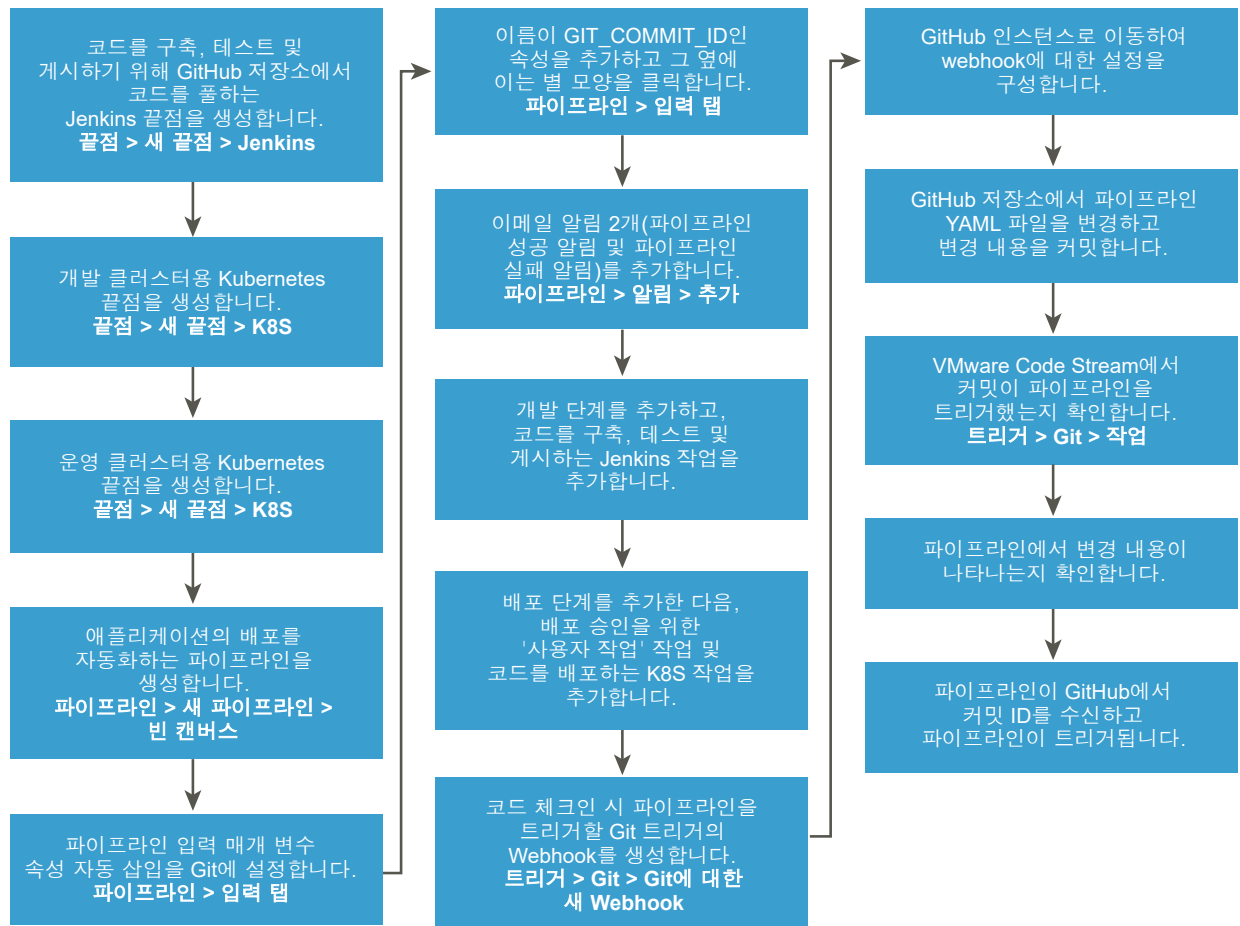 코드를 구축, 테스트 및
게시하기 위해 GitHub 저장소에서
코드를 풀하는
Jenkins 끝점을 생성합니다.
끝점 > 새 끝점 > Jenkins
개발 클러스터용 Kubernetes
끝점을 생성합니다.
끝점 > 새 끝점 > K8S
운영 클러스터용 Kubernetes
끝점을 생성합니다.
끝점 > 새 끝점 > K8S
애플리케이션의 배포를
자동화하는 파이프라인을
생성합니다.
파이프라인 > 새 파이프라인 >
빈 캔버스
파이프라인 입력 매개 변수
속성 자동 삽입을 Git에 설정합니다.
파이프라인 > 입력 탭
이름이 GIT_COMMIT_ID인
속성을 추가하고 그 옆에
이는 별 모양을 클릭합니다.
파이프라인 > 입력 탭
이메일 알림 2개(파이프라인
성공 알림 및 파이프라인
실패 알림)를 추가합니다.
파이프라인 > 알림 > 추가
개발 단계를 추가하고,
코드를 구축, 테스트 및
게시하는 Jenkins 작업을
추가합니다.
배포 단계를 추가한 다음,
배포 승인을 위한
'사용자 작업' 작업 및
코드를 배포하는 K8S 작업을
추가합니다.
코드 체크인 시 파이프라인을
트리거할 Git 트리거의
Webhook를 생성합니다.
트리거 > Git > Git에 대한
새 Webhook
GitHub 인스턴스로 이동하여
webhook에 대한 설정을
구성합니다.
GitHub 저장소에서 파이프라인
YAML 파일을 변경하고
변경 내용을 커밋합니다.
VMware Code Stream에서
커밋이 파이프라인을
트리거했는지 확인합니다.
트리거 > Git > 작업
파이프라인에서 변경 내용이
나타나는지 확인합니다.
파이프라인이 GitHub에서
커밋 ID를 수신하고
파이프라인이 트리거됩니다.